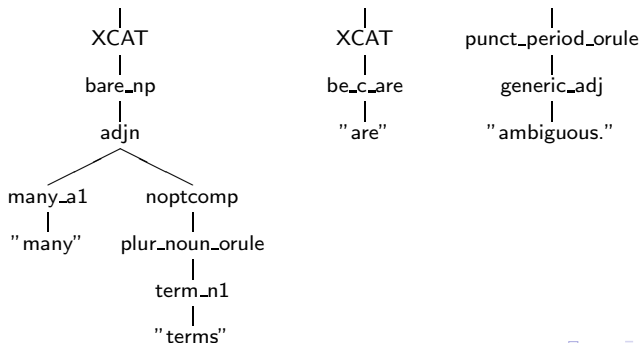 XCAT XCAT punct_period_orule
bare_np be_c_are generic_adj
adjn "are" "ambiguous."
many_a1 noptcomp
"many" plur_noun_orule
term_n1
"terms"